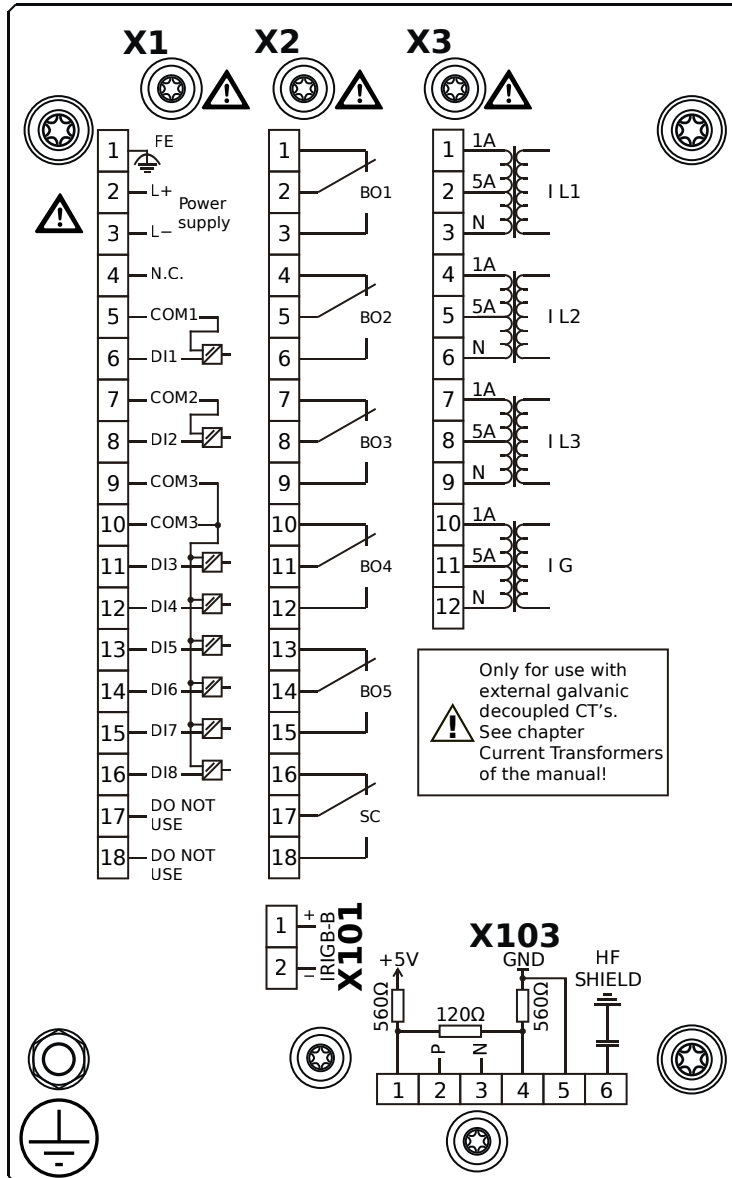 X1 X2 X3
1 FE
2 L+
Power
supply
3 L−
4 N.C.
5 COM1
6 DI1
7 COM2
8 DI2
9 COM3
10 COM3
11 DI3
12 DI4
13 DI5
14 DI6
15 DI7
16 DI8
17 DO NOT
USE
18 DO NOT
USE
1
2 BO1
3
4
5 BO2
6
7
8 BO3
9
10
11 BO4
12
13
14 BO5
15
16
17 SC
18
1 1A
2 5A I L1
3 N
4 1A
5 5A I L2
6 N
7 1A
8 5A I L3
9 N
10 1A
11 5A I G
12 N
Only for use with
external galvanic
decoupled CT's.
See chapter
Current Transformers
of the manual!
1 +
2 −
IRIGB-B
X101
X103
+5V GND HF
SHIELD
560Ω 120Ω 560Ω
P N
1 2 3 4 5 6